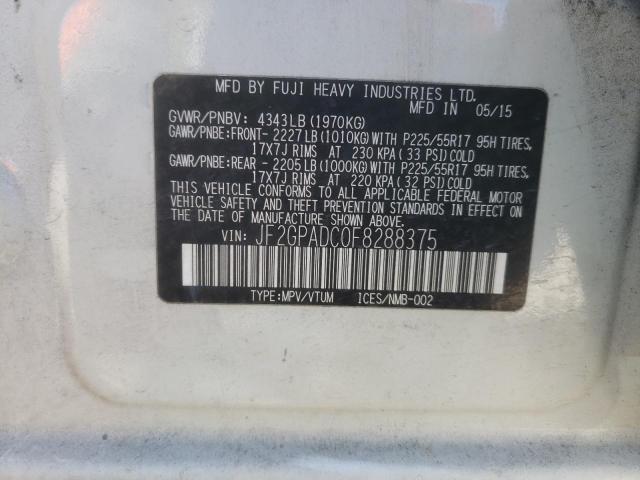 MFD BY FUJI HEAVY INDUSTRIES LTD.
MFD IN 05/15
GVWR/PNBV: 4343LB (1970KG)
GAWR/PNBE:FRONT- 2227LB(1010KG)WITH P225/55R17 95H TIRES,
17X7J RIMS AT 230 KPA (33 PSI)COLD
GAWR/PNBE:REAR - 2205LB(1000KG)WITH P225/55R17 95H TIRES,
17X7J RIMS AT 220 KPA (32 PSI)COLD
THIS VEHICLE CONFORMS TO ALL APPLICABLE FEDERAL MOTOR
VEHICLE SAFETY AND THEFT PREVENTION STANDARDS IN EFFECT ON
THE DATE OF MANUFACTURE SHOWN ABOVE.
VIN: JF2GPADC0F8288375
TYPE:MPV/VTUM ICES/NMB-002